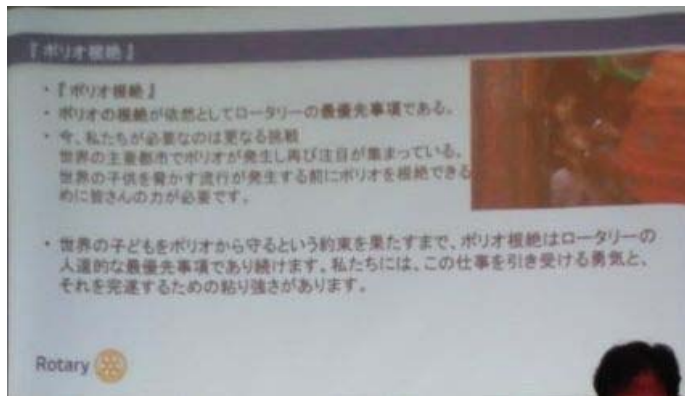 『ポリオ根絶』
・『ポリオ根絶』
・ポリオの根絶が依然としてロータリーの最優先事項である。
・今、私たちが必要なのは更なる挑戦
世界の主要都市でポリオが発生し再び注目が集まっている。
世界の子供を脅かす流行が発生する前にポリオを根絶できる
めに皆さんの力が必要です。
・世界の子どもをポリオから守るという約束を果たすまで、ポリオ根絶はロータリーの
人道的な最優先事項であり続けます。私たちには、この仕事を引き受ける勇気と、
それを完遂するための粘り強さがあります。
Rotary